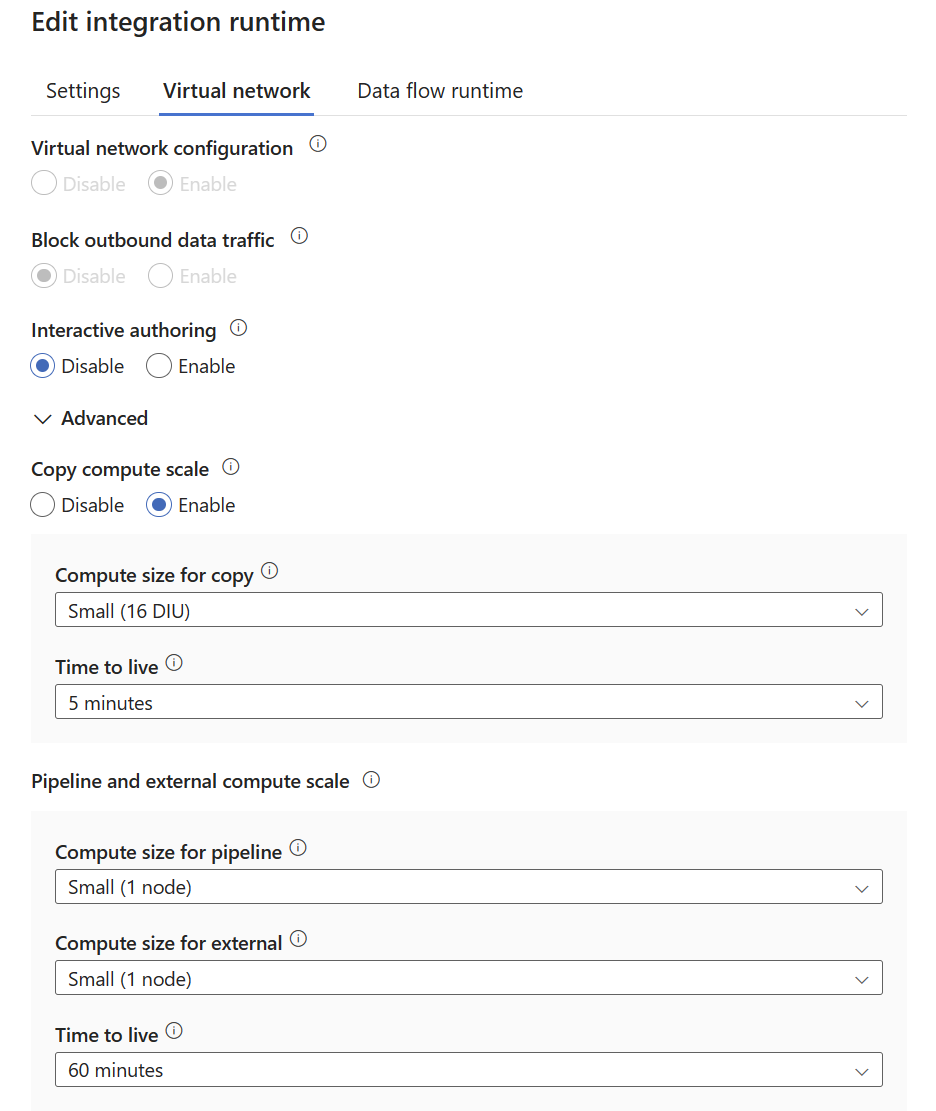 Edit integration runtime
Settings Virtual network Data flow runtime
Virtual network configuration
Disable Enable
Block outbound data traffic
Disable Enable
Interactive authoring
Disable Enable
Advanced
Copy compute scale
Disable Enable
Compute size for copy
Small (16 DIU)
Time to live
5 minutes
Pipeline and external compute scale
Compute size for pipeline
Small (1 node)
Compute size for external
Small (1 node)
Time to live
60 minutes